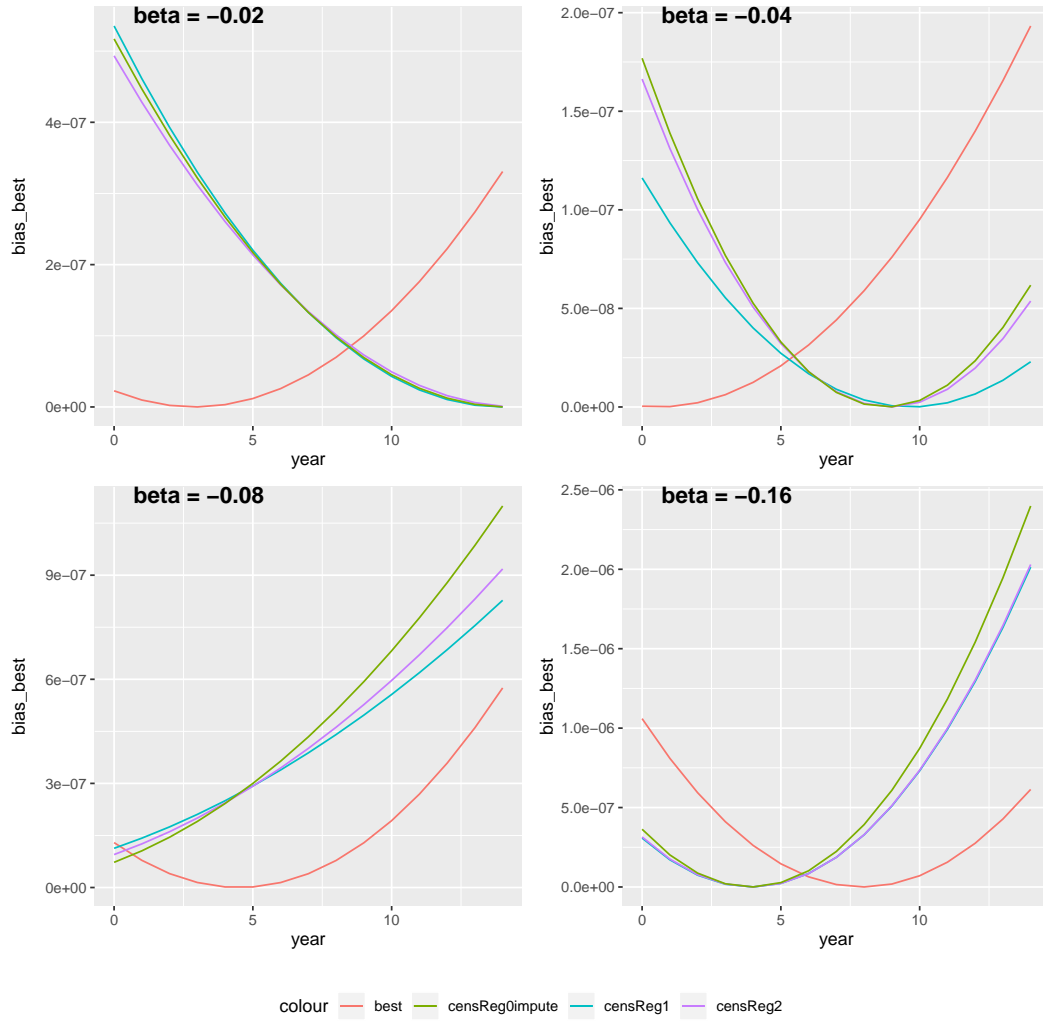 beta = −0.02
4e−07
2e−07
0e+00
0
5
10
year
bias_best
beta = −0.04
2.0e−07
1.5e−07
1.0e−07
5.0e−08
0.0e+00
0
5
10
year
bias_best
beta = −0.08
9e−07
6e−07
3e−07
0e+00
0
5
10
year
bias_best
beta = −0.16
2.5e−06
2.0e−06
1.5e−06
1.0e−06
5.0e−07
0.0e+00
0
5
10
year
bias_best
colour best censReg0impute censReg1 censReg2